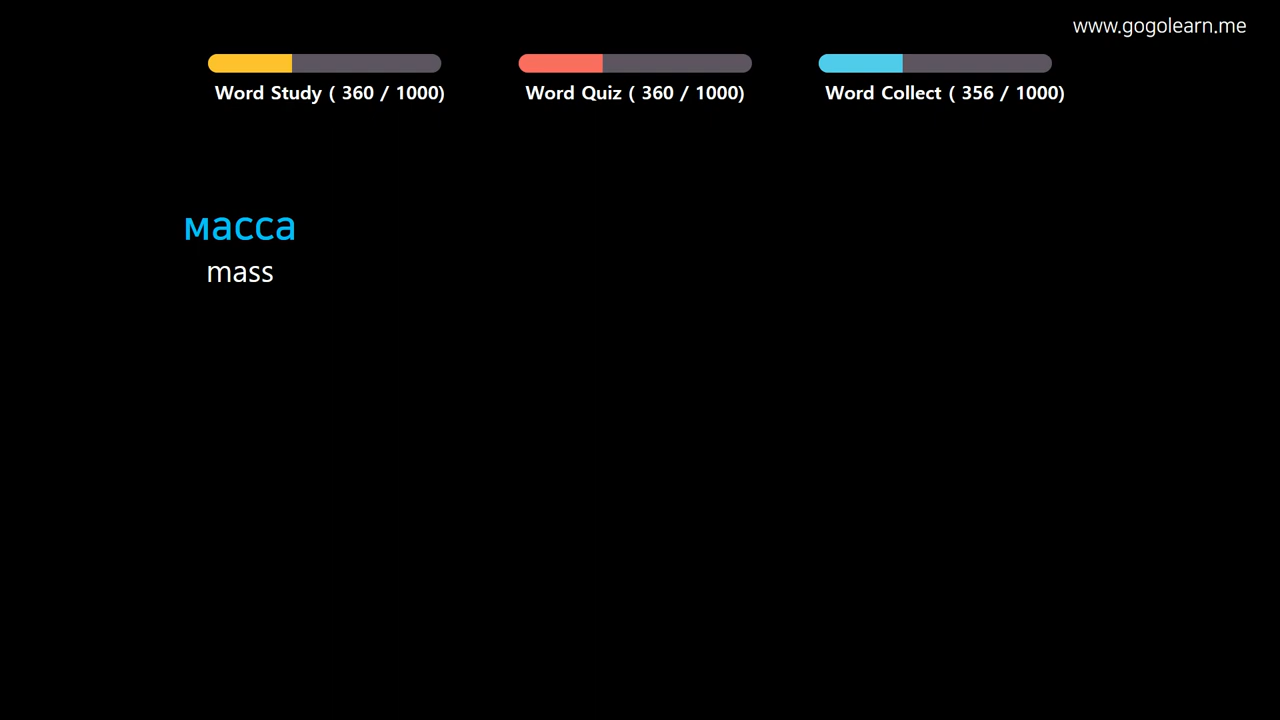 www.gogolearn.me
Word Study ( 360 / 1000)
Word Quiz ( 360 / 1000)
Word Collect ( 356 / 1000)
масса
mass